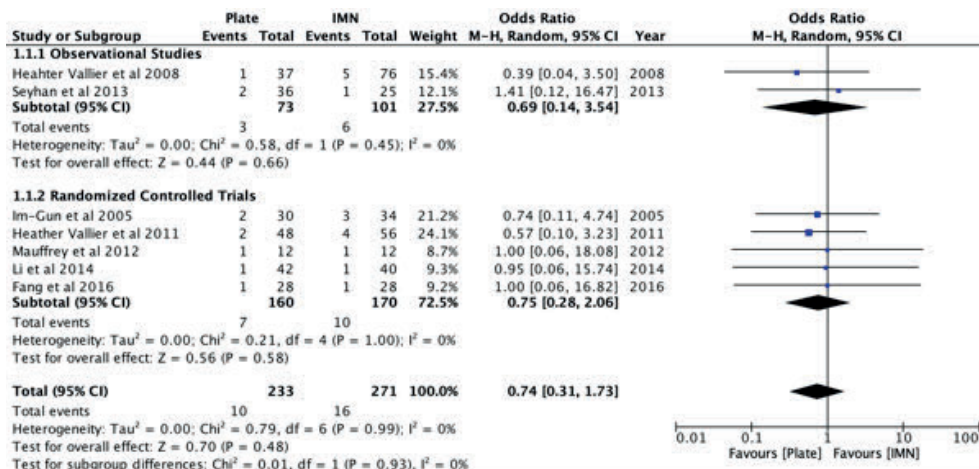 Plate IMN Odds Ratio Odds Ratio
Study or Subgroup Events Total Events Total Weight M-H, Random, 95% CI Year M-H, Random, 95% CI
1.1.1 Observational Studies
Heahter Vallier et al 2008 1 37 5 76 15.4% 0.39 [0.04, 3.50] 2008
Seyhan et al 2013 2 36 1 25 12.1% 1.41 [0.12, 16.47] 2013
Subtotal (95% CI) 73 101 27.5% 0.69 [0.14, 3.54]
Total events 3 6
Heterogeneity: Tau² = 0.00; Chi² = 0.58, df = 1 (P = 0.45); I² = 0%
Test for overall effect: Z = 0.44 (P = 0.66)
1.1.2 Randomized Controlled Trials
Im-Gun et al 2005 2 30 3 34 21.2% 0.74 [0.11, 4.74] 2005
Heather Vallier et al 2011 2 48 4 56 24.1% 0.57 [0.10, 3.23] 2011
Mauffrey et al 2012 1 12 1 12 8.7% 1.00 [0.06, 18.08] 2012
Li et al 2014 1 42 1 40 9.3% 0.95 [0.06, 15.74] 2014
Fang et al 2016 1 28 1 28 9.2% 1.00 [0.06, 16.82] 2016
Subtotal (95% CI) 160 170 72.5% 0.75 [0.28, 2.06]
Total events 7 10
Heterogeneity: Tau² = 0.00; Chi² = 0.21, df = 4 (P = 1.00); I² = 0%
Test for overall effect: Z = 0.56 (P = 0.58)
Total (95% CI) 233 271 100.0% 0.74 [0.31, 1.73]
Total events 10 16
Heterogeneity: Tau² = 0.00; Chi² = 0.79, df = 6 (P = 0.99); I² = 0%
Test for overall effect: Z = 0.70 (P = 0.48)
Test for subgroup differences: Chi² = 0.01, df = 1 (P = 0.93), I² = 0%
0.01 0.1 1 10 100
Favours [Plate] Favours [IMN]